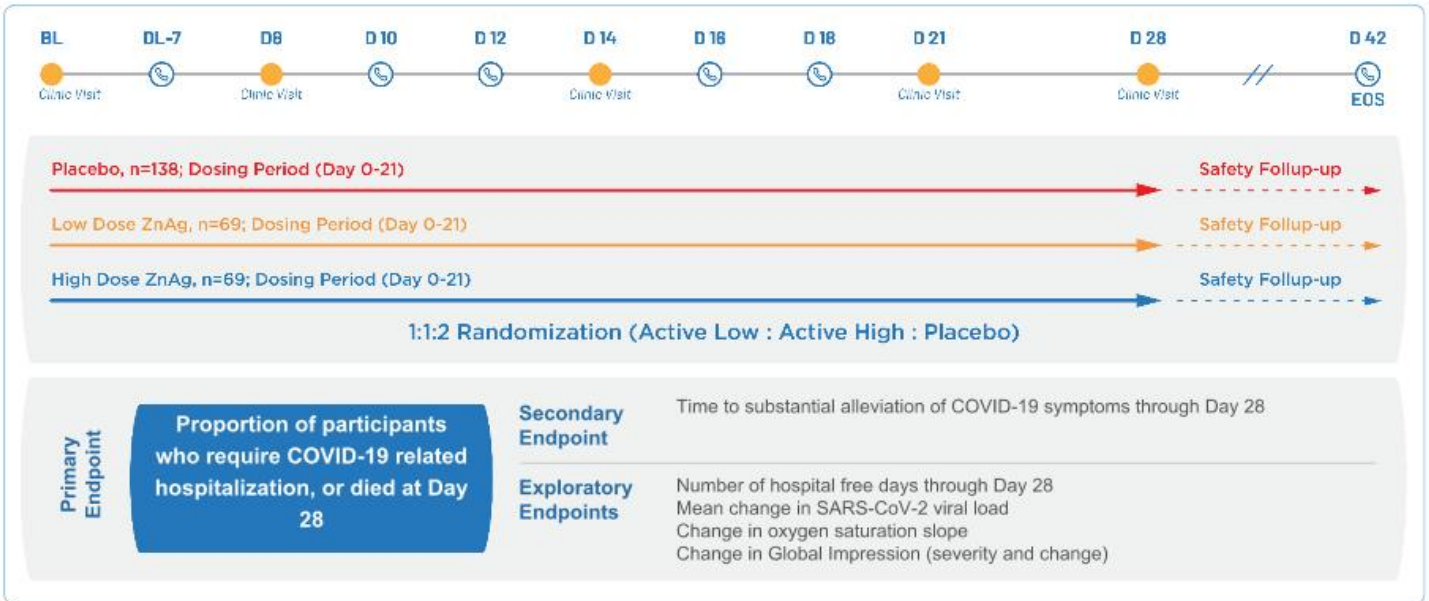 BL DL-7 D8 D 10 D 12 D 14 D 16 D 18 D 21 D 28 D 42
Clinic Visit Clinic Visit Clinic Visit Clinic Visit Clinic Visit EOS
Placebo, n=138; Dosing Period (Day 0-21) Safety Follup-up
Low Dose ZnAg, n=69; Dosing Period (Day 0-21) Safety Follup-up
High Dose ZnAg, n=69; Dosing Period (Day 0-21) Safety Follup-up
1:1:2 Randomization (Active Low : Active High : Placebo)
Primary
Endpoint
Proportion of participants
who require COVID-19 related
hospitalization, or died at Day
28
Secondary
Endpoint
Time to substantial alleviation of COVID-19 symptoms through Day 28
Exploratory
Endpoints
Number of hospital free days through Day 28
Mean change in SARS-CoV-2 viral load
Change in oxygen saturation slope
Change in Global Impression (severity and change)